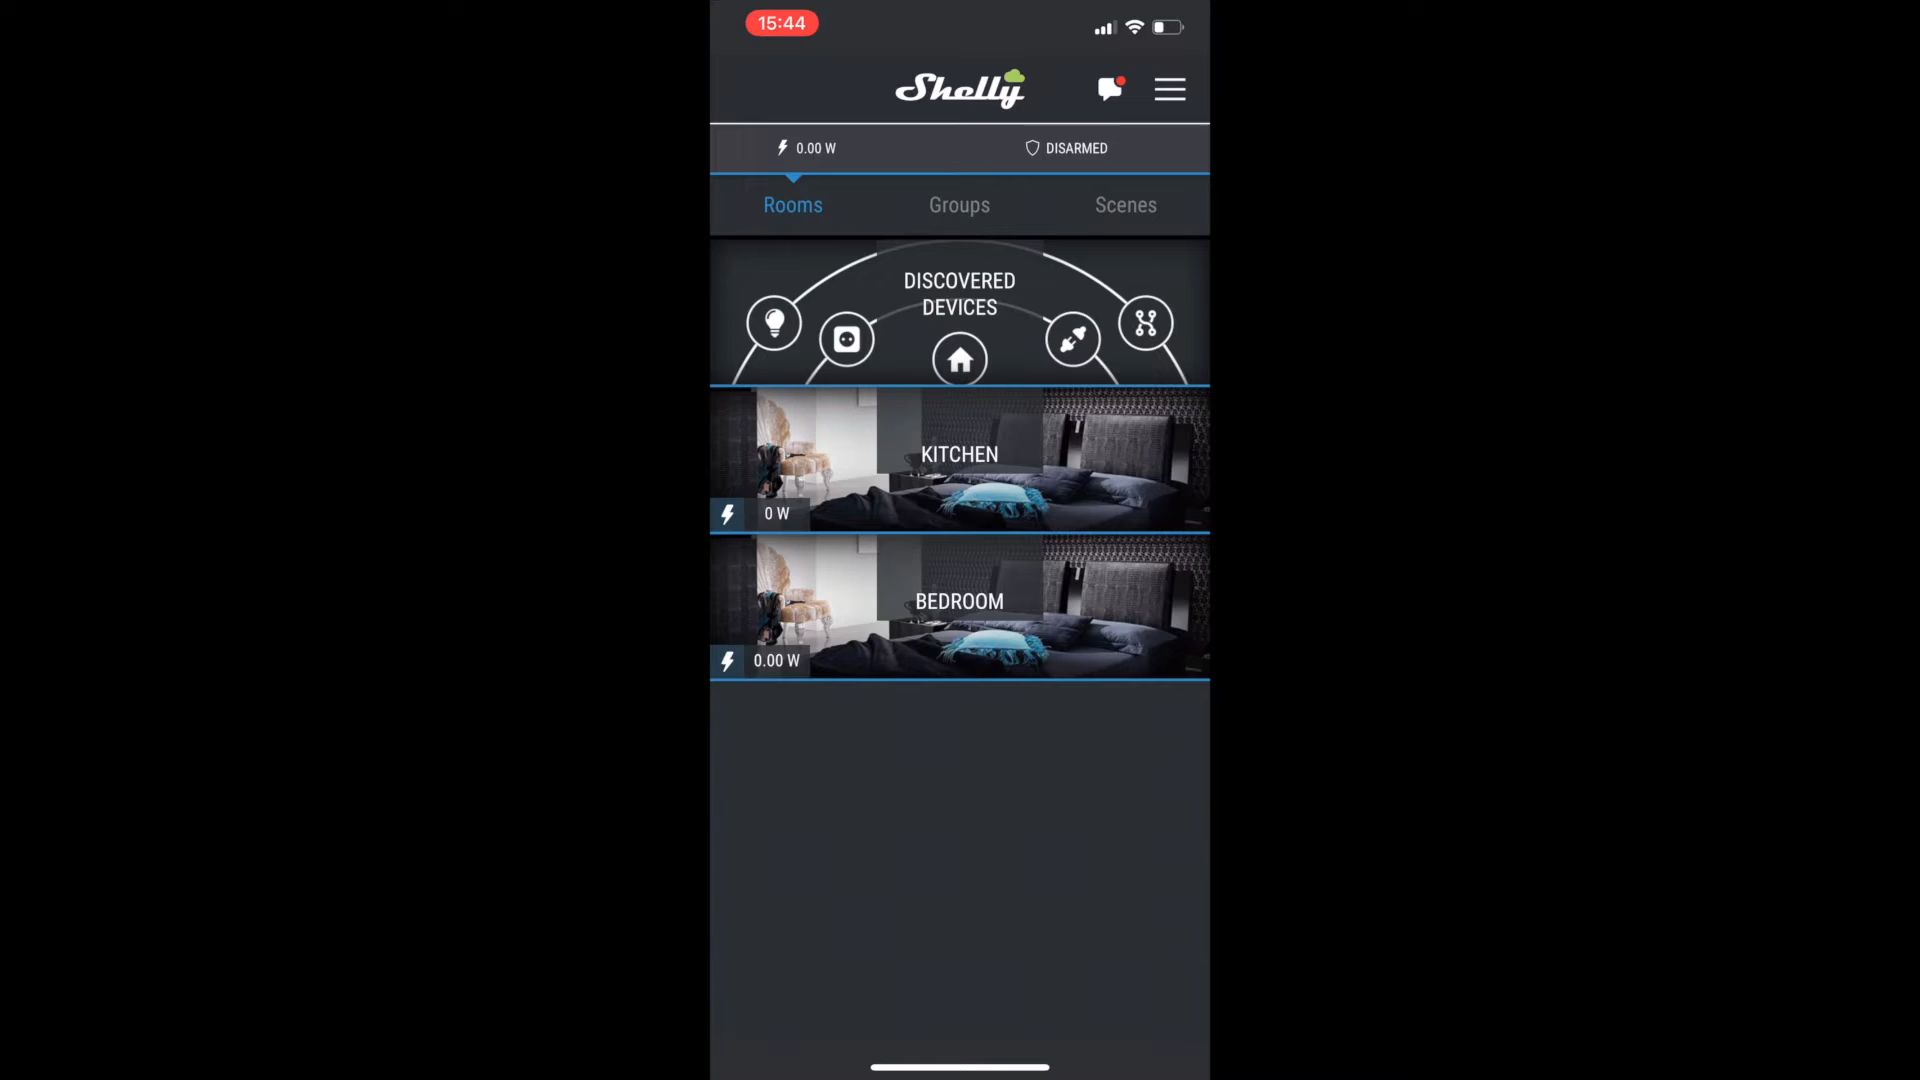 15:44
Shelly
0.00 W
DISARMED
Rooms
Groups
Scenes
DISCOVERED
DEVICES
KITCHEN
0 W
BEDROOM
0.00 W